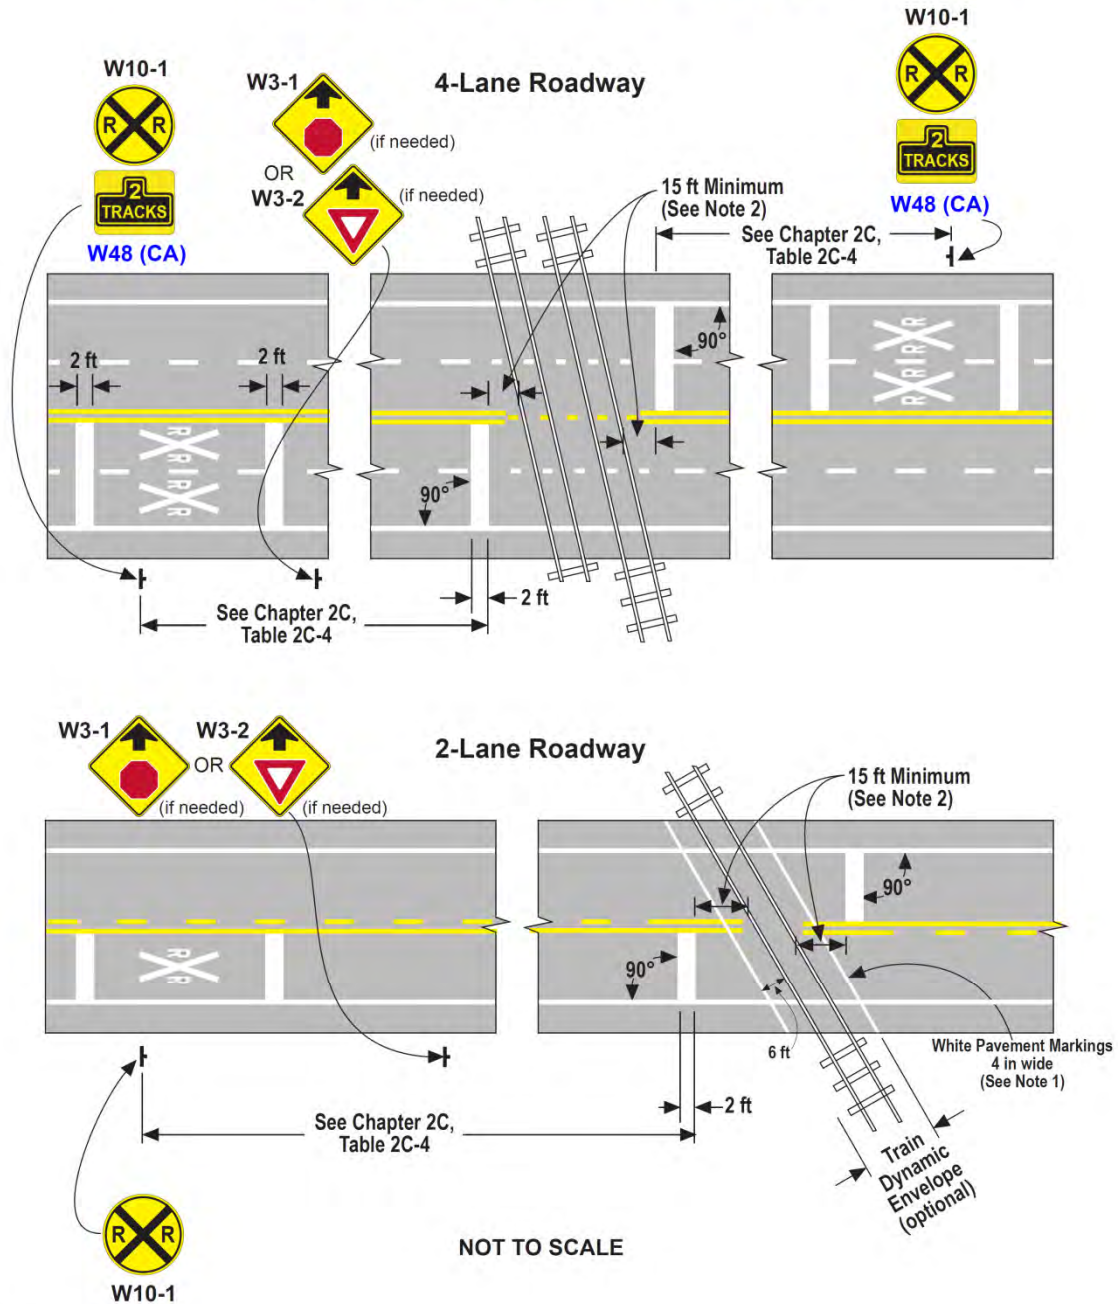 W10-1
R R
2
TRACKS
W48 (CA)
W3-1
(if needed)
OR
W3-2
(if needed)
4-Lane Roadway
15 ft Minimum
(See Note 2)
W10-1
R R
2
TRACKS
W48 (CA)
See Chapter 2C,
Table 2C-4
2 ft
2 ft
R R
R R
90°
90°
R R
R R
2 ft
See Chapter 2C,
Table 2C-4
W3-1
OR
W3-2
(if needed)
(if needed)
2-Lane Roadway
15 ft Minimum
(See Note 2)
R R
90°
90°
6 ft
White Pavement Markings
4 in wide
(See Note 1)
2 ft
See Chapter 2C,
Table 2C-4
Train
Dynamic
Envelope
(optional)
R R
W10-1
NOT TO SCALE